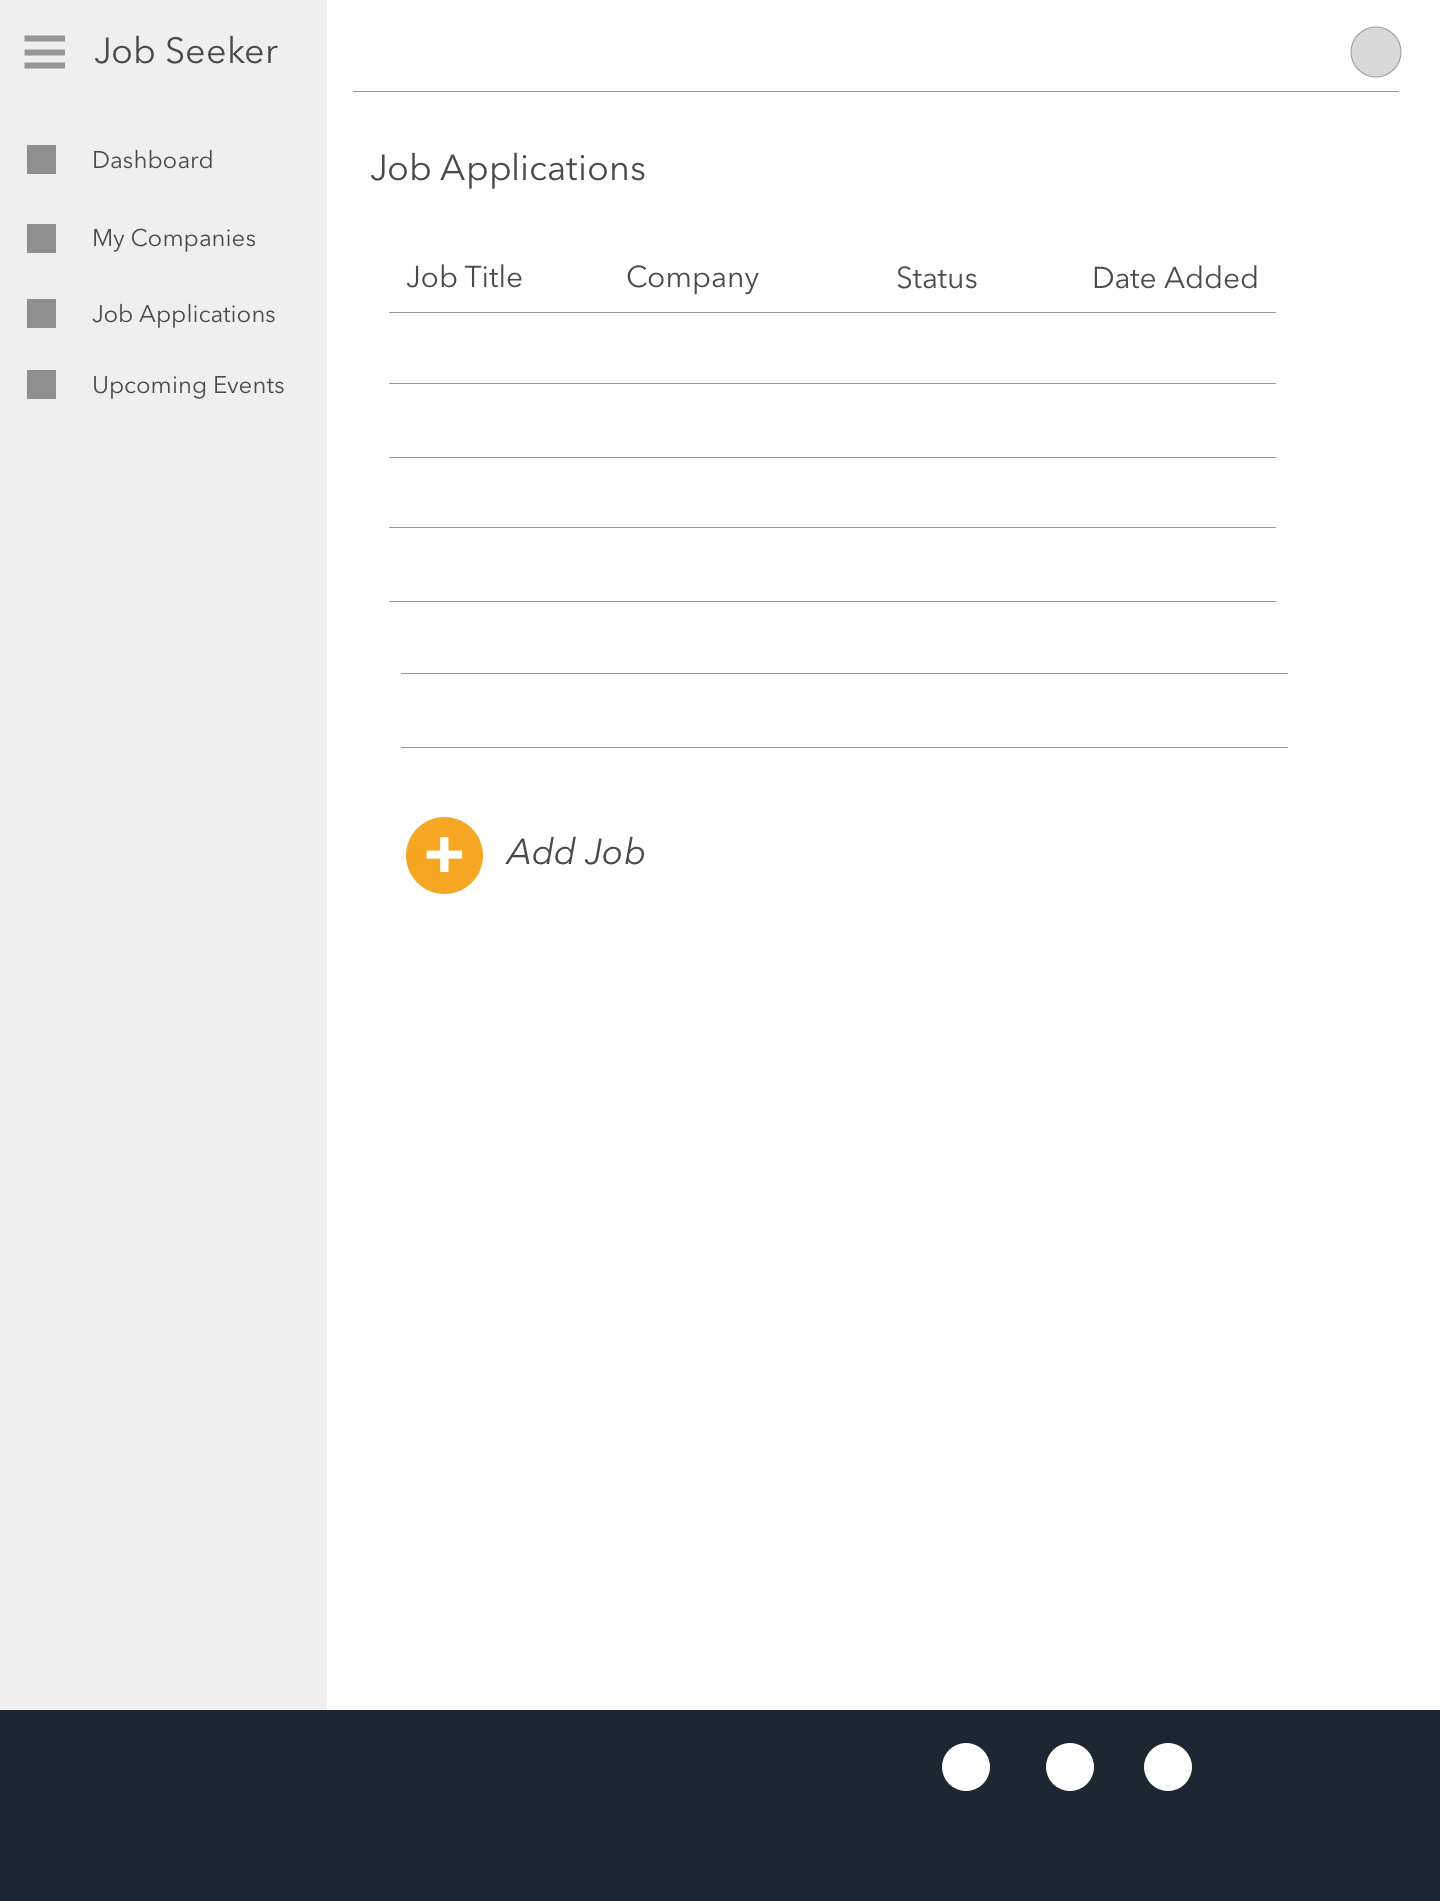 Job Seeker
Dashboard
My Companies
Job Applications
Upcoming Events
Job Applications
Job Title Company Status Date Added
Add Job